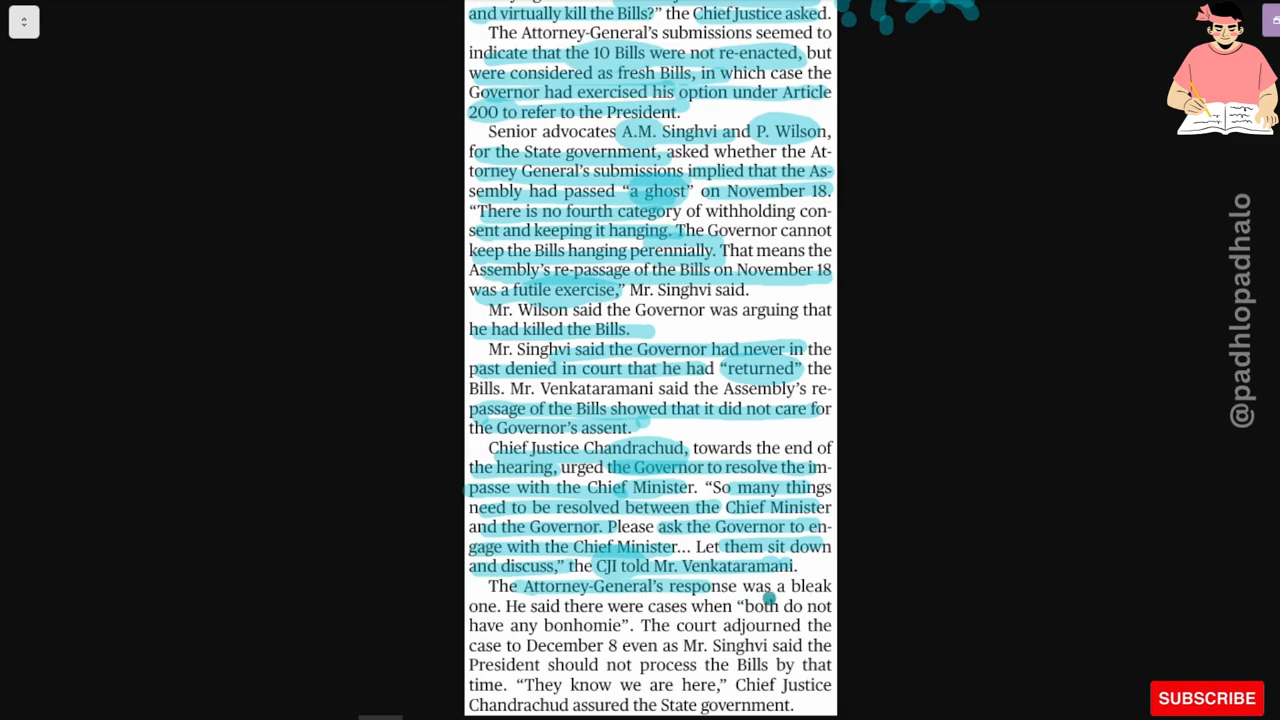 and virtually kill the Bills?” the Chief Justice asked.
The Attorney-General’s submissions seemed to
indicate that the 10 Bills were not re-enacted, but
were considered as fresh Bills, in which case the
Governor had exercised his option under Article
200 to refer to the President.
Senior advocates A.M. Singhvi and P. Wilson,
for the State government, asked whether the At-
torney General’s submissions implied that the As-
sembly had passed “a ghost” on November 18.
“There is no fourth category of withholding con-
sent and keeping it hanging. The Governor cannot
keep the Bills hanging perennially. That means the
Assembly’s re-passage of the Bills on November 18
was a futile exercise,” Mr. Singhvi said.
Mr. Wilson said the Governor was arguing that
he had killed the Bills.
Mr. Singhvi said the Governor had never in the
past denied in court that he had “returned” the
Bills. Mr. Venkataramani said the Assembly’s re-
passage of the Bills showed that it did not care for
the Governor’s assent.
Chief Justice Chandrachud, towards the end of
the hearing, urged the Governor to resolve the im-
passe with the Chief Minister. “So many things
need to be resolved between the Chief Minister
and the Governor. Please ask the Governor to en-
gage with the Chief Minister... Let them sit down
and discuss,” the CJI told Mr. Venkataramani.
The Attorney-General’s response was a bleak
one. He said there were cases when “both do not
have any bonhomie”. The court adjourned the
case to December 8 even as Mr. Singhvi said the
President should not process the Bills by that
time. “They know we are here,” Chief Justice
Chandrachud assured the State government.
@padhlopadhalo
SUBSCRIBE